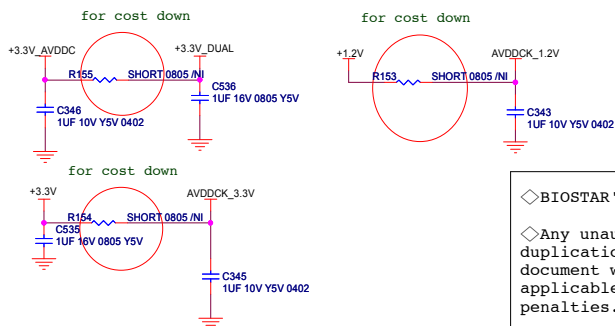 for cost down
+3.3V_AVDDC
+3.3V_DUAL
R155
SHORT 0805 /NI
C346
1UF 10V Y5V 0402
C536
1UF 16V 0805 Y5V
for cost down
+1.2V
AVDDCK_1.2V
R153
SHORT 0805 /NI
C343
1UF 10V Y5V 0402
for cost down
+3.3V
AVDDCK_3.3V
R154
SHORT 0805 /NI
C535
1UF 16V 0805 Y5V
C345
1UF 10V Y5V 0402
◇BIOSTAR'
◇Any unau
duplicatio
document w
applicable
penalties.